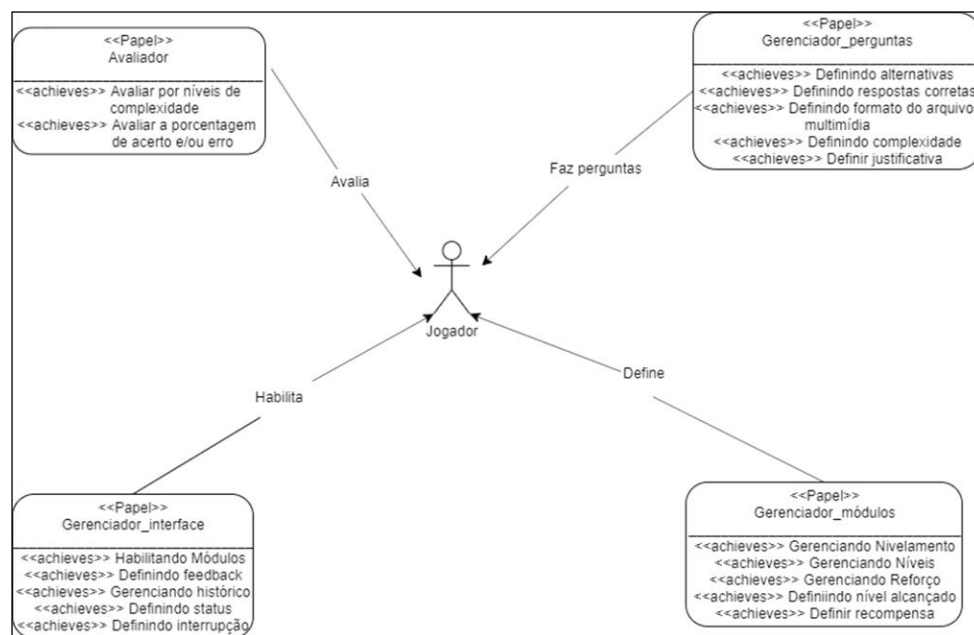 <<Papel>>
Avaliador
<<achieves>> Avaliar por níveis de
complexidade
<<achieves>> Avaliar a porcentagem
de acerto e/ou erro
<<Papel>>
Gerenciador_perguntas
<<achieves>> Definindo alternativas
<<achieves>> Definindo respostas corretas
<<achieves>> Definindo formato do arquivo
multimídia
<<achieves>> Definindo complexidade
<<achieves>> Definir justificativa
Avalia
Faz perguntas
Jogador
Habilita
Define
<<Papel>>
Gerenciador_interface
<<achieves>> Habilitando Módulos
<<achieves>> Definindo feedback
<<achieves>> Gerenciando histórico
<<achieves>> Definindo status
<<achieves>> Definindo interrupção
<<Papel>>
Gerenciador_módulos
<<achieves>> Gerenciando Nivelamento
<<achieves>> Gerenciando Níveis
<<achieves>> Gerenciando Reforço
<<achieves>> Definiindo nível alcançado
<<achieves>> Definir recompensa